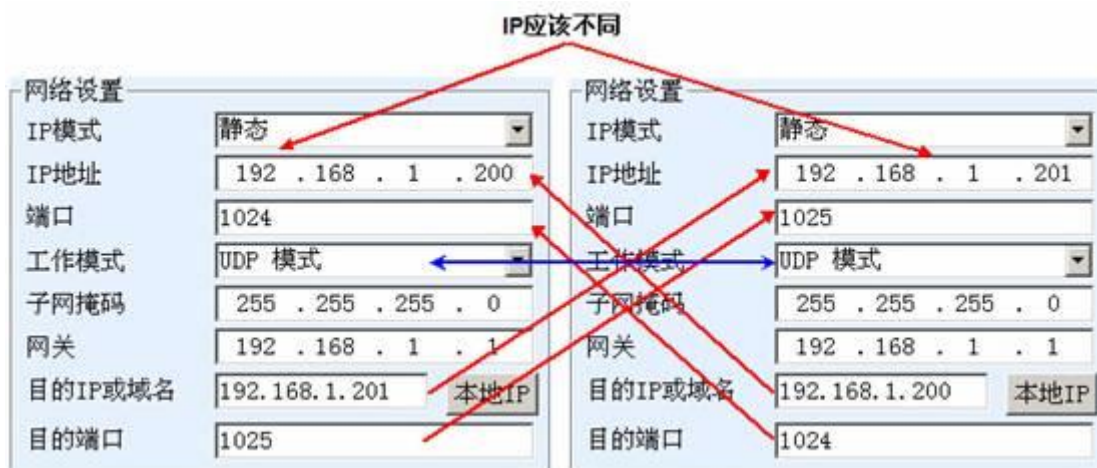 IP应该不同
网络设置
IP模式 静态
IP地址 192 . 168 . 1 . 200
端口 1024
工作模式 UDP 模式
子网掩码 255 . 255 . 255 . 0
网关 192 . 168 . 1 . 1
目的IP或域名 192.168.1.201 本地IP
目的端口 1025
网络设置
IP模式 静态
IP地址 192 . 168 . 1 . 201
端口 1025
工作模式 UDP 模式
子网掩码 255 . 255 . 255 . 0
网关 192 . 168 . 1 . 1
目的IP或域名 192.168.1.200 本地IP
目的端口 1024